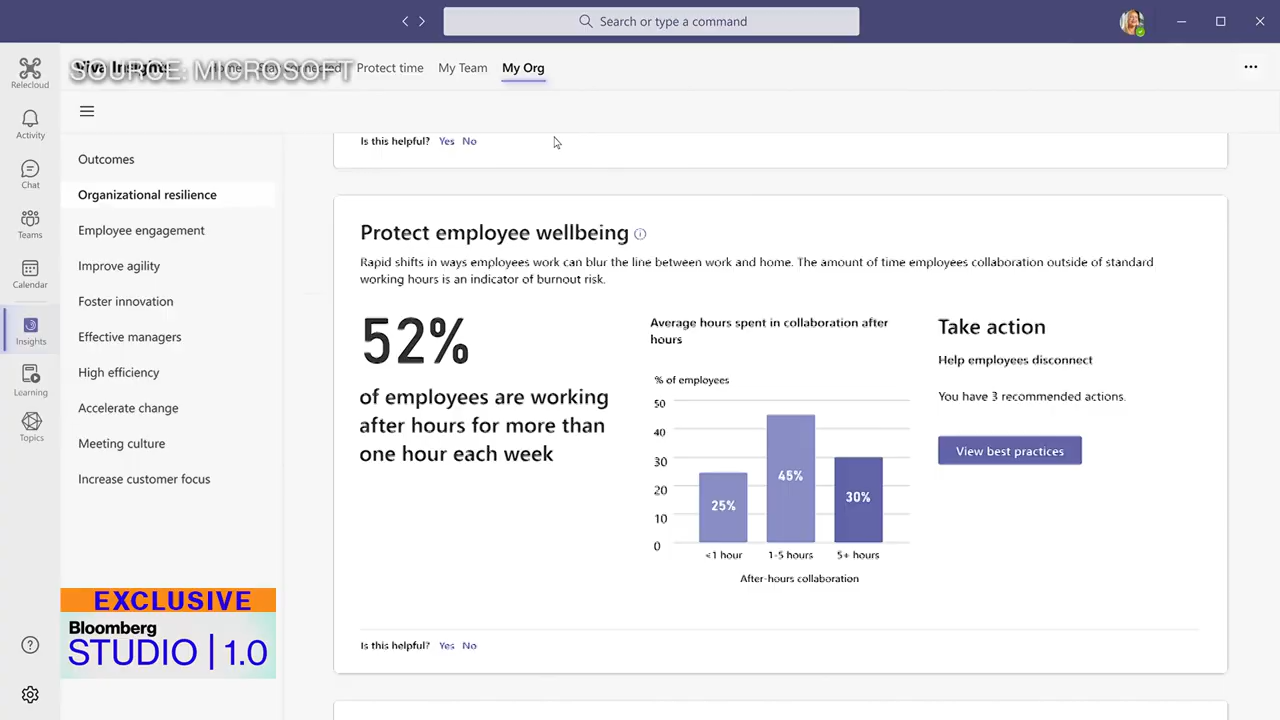 Search or type a command
SOURCE: MICROSOFT
Viva Insights Home Stay connected Protect time My Team My Org
Relecloud
Activity
Chat
Teams
Calendar
Insights
Learning
Topics
Outcomes
Organizational resilience
Employee engagement
Improve agility
Foster innovation
Effective managers
High efficiency
Accelerate change
Meeting culture
Increase customer focus
Is this helpful? Yes No
Protect employee wellbeing
Rapid shifts in ways employees work can blur the line between work and home. The amount of time employees collaboration outside of standard
working hours is an indicator of burnout risk.
52%
of employees are working
after hours for more than
one hour each week
Average hours spent in collaboration after
hours
% of employees
50
40
30
20
10
0
25%
45%
30%
<1 hour 1-5 hours 5+ hours
After-hours collaboration
Take action
Help employees disconnect
You have 3 recommended actions.
View best practices
Is this helpful? Yes No
EXCLUSIVE
Bloomberg
STUDIO | 1.0